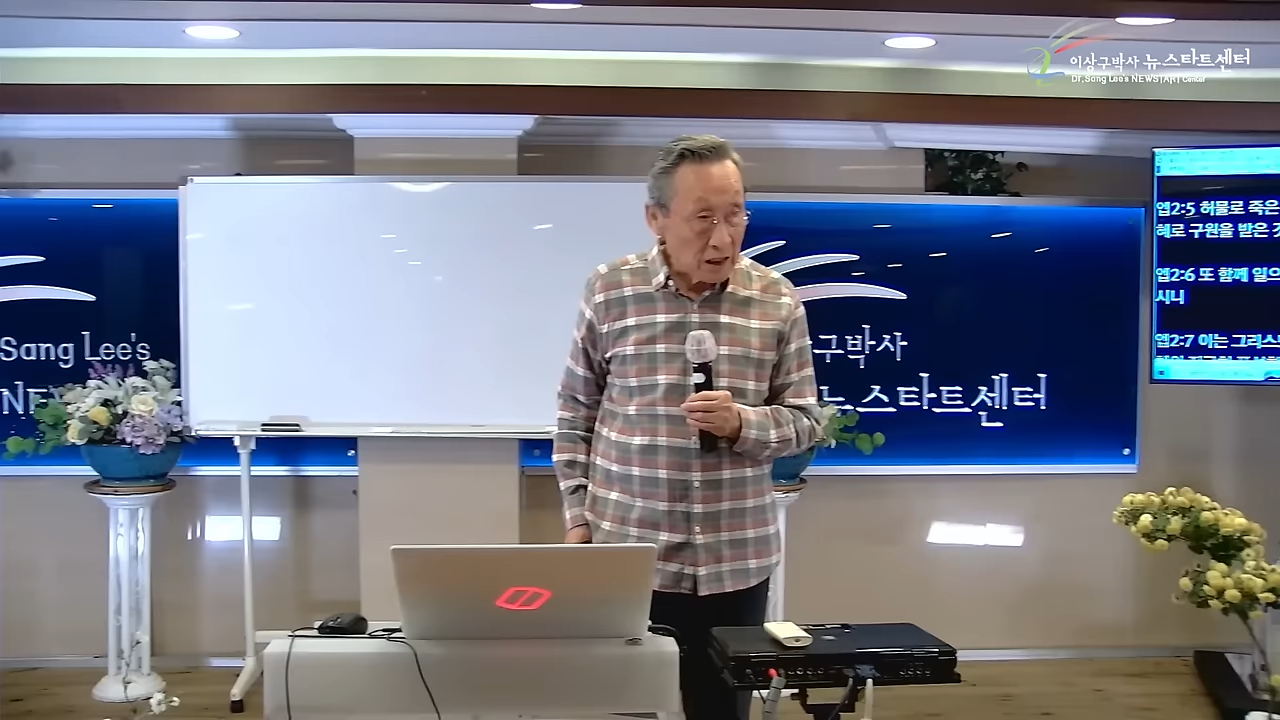 이상구박사 뉴스타트센터
Dr.Sang Lee's NEWSTART Center
엡2:5 허물로 죽은
혜로 구원을 받은
엡2:6 또 함께 일으
시니
엡2:7 이는 그리스
Sang Lee's
NE
구박사
뉴스타트센터